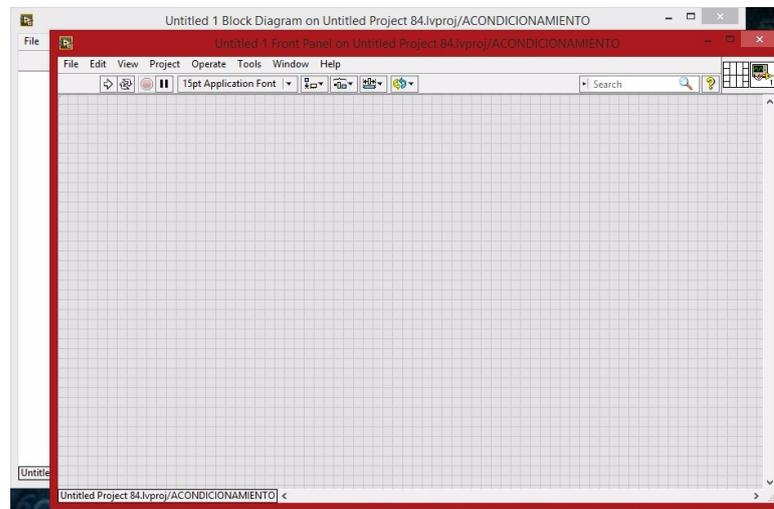 Untitled 1 Block Diagram on Untitled Project 84.lvproj/ACONDICIONAMIENTO
File
Untitled 1 Front Panel on Untitled Project 84.lvproj/ACONDICIONAMIENTO
File Edit View Project Operate Tools Window Help
15pt Application Font
Search
1
Untitle
Untitled Project 84.lvproj/ACONDICIONAMIENTO